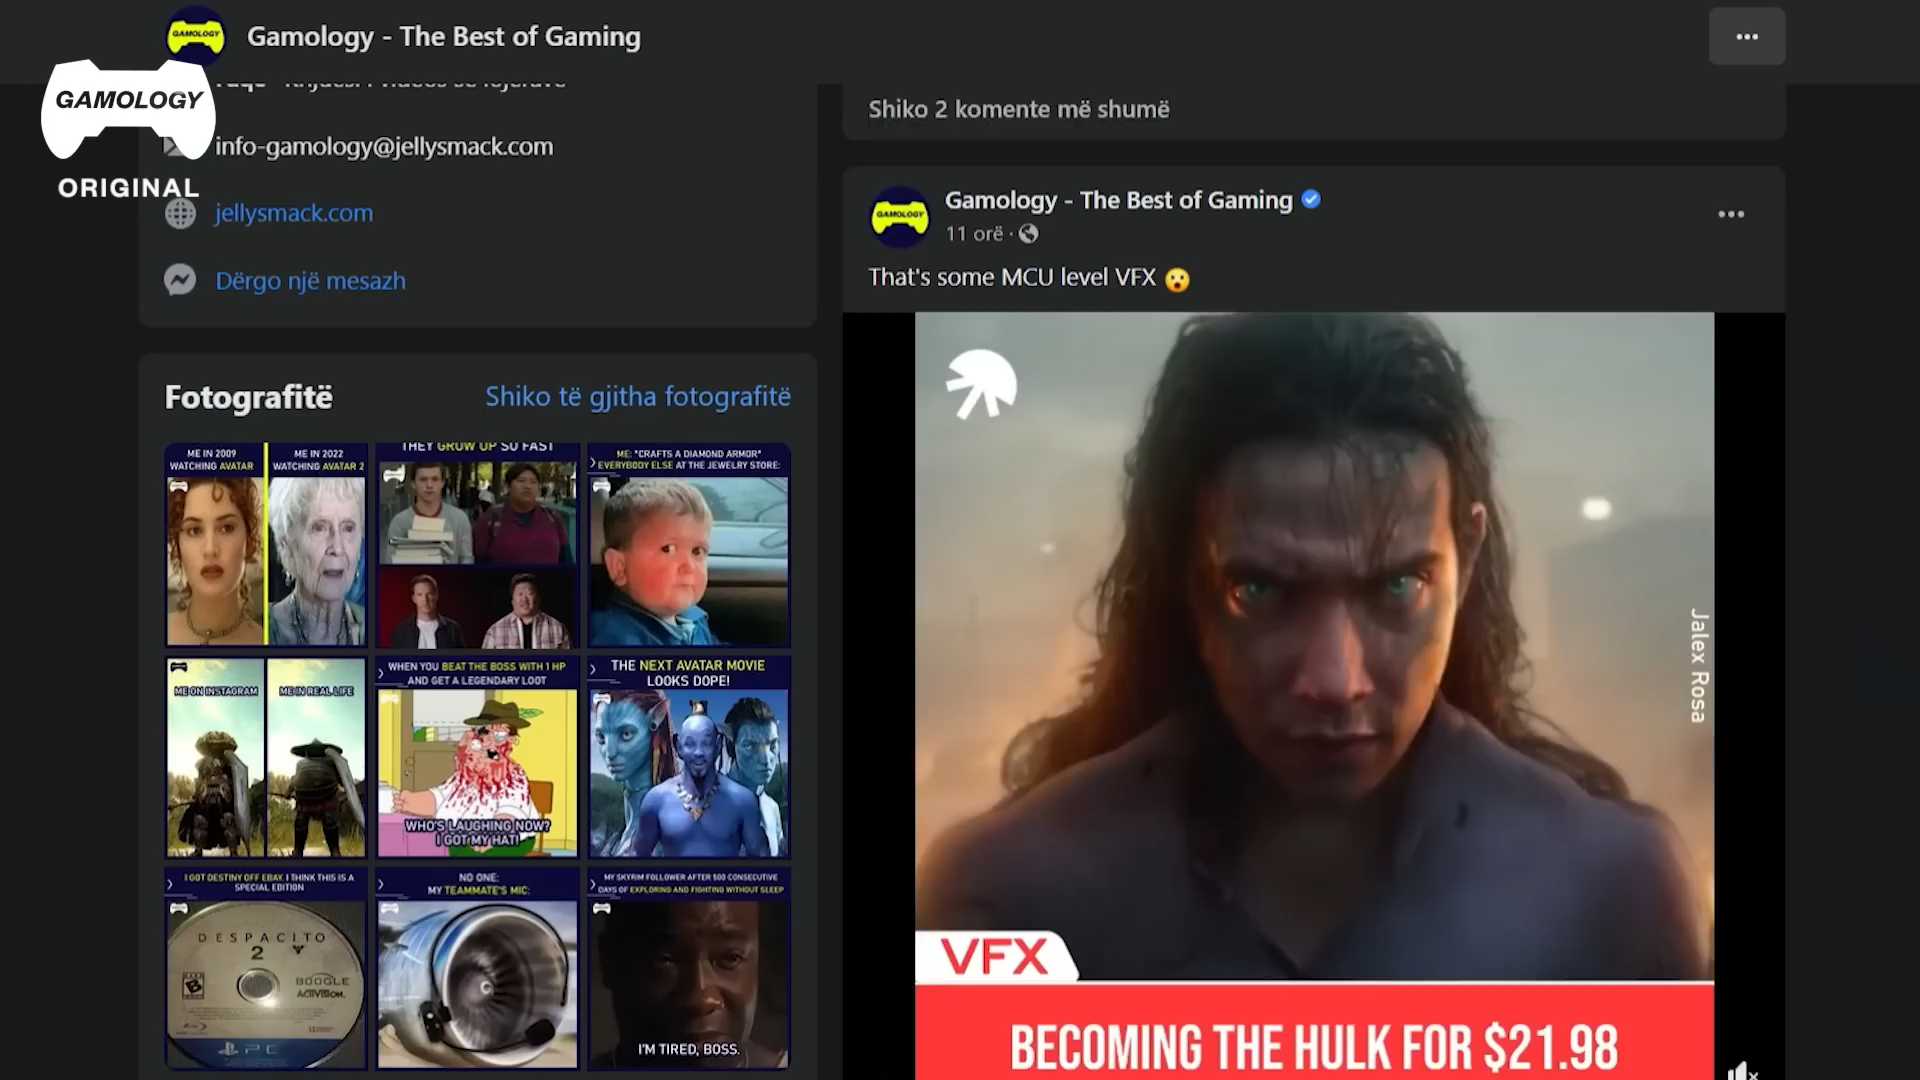 GAMOLOGY
Gamology - The Best of Gaming
GAMOLOGY
ORIGINAL
info-gamology@jellysmack.com
jellysmack.com
Dërgo një mesazh
Fotografitë
Shiko të gjitha fotografitë
ME IN 2009
WATCHING AVATAR
ME IN 2022
WATCHING AVATAR 2
THEY GROW UP SO FAST
ME: *CRAFTS A DIAMOND ARMOR*
EVERYBODY ELSE AT THE JEWELRY STORE:
ME ON INSTAGRAM
ME IN REAL LIFE
WHEN YOU BEAT THE BOSS WITH 1 HP
AND GET A LEGENDARY LOOT
WHO'S LAUGHING NOW?
I GOT MY HAT!
THE NEXT AVATAR MOVIE
LOOKS DOPE!
I GOT DESTINY OFF EBAY. I THINK THIS IS A
SPECIAL EDITION
DESPACITO
2
BOOGLE
ACTIVISION.
PEC
NO ONE:
MY TEAMMATE'S MIC:
MY SKYRIM FOLLOWER AFTER 500 CONSECUTIVE
DAYS OF EXPLORING AND FIGHTING WITHOUT SLEEP
I'M TIRED, BOSS.
Shiko 2 komente më shumë
GAMOLOGY
Gamology - The Best of Gaming
11 orë ·
That's some MCU level VFX 😮
Jalex Rosa
VFX
BECOMING THE HULK FOR $21.98